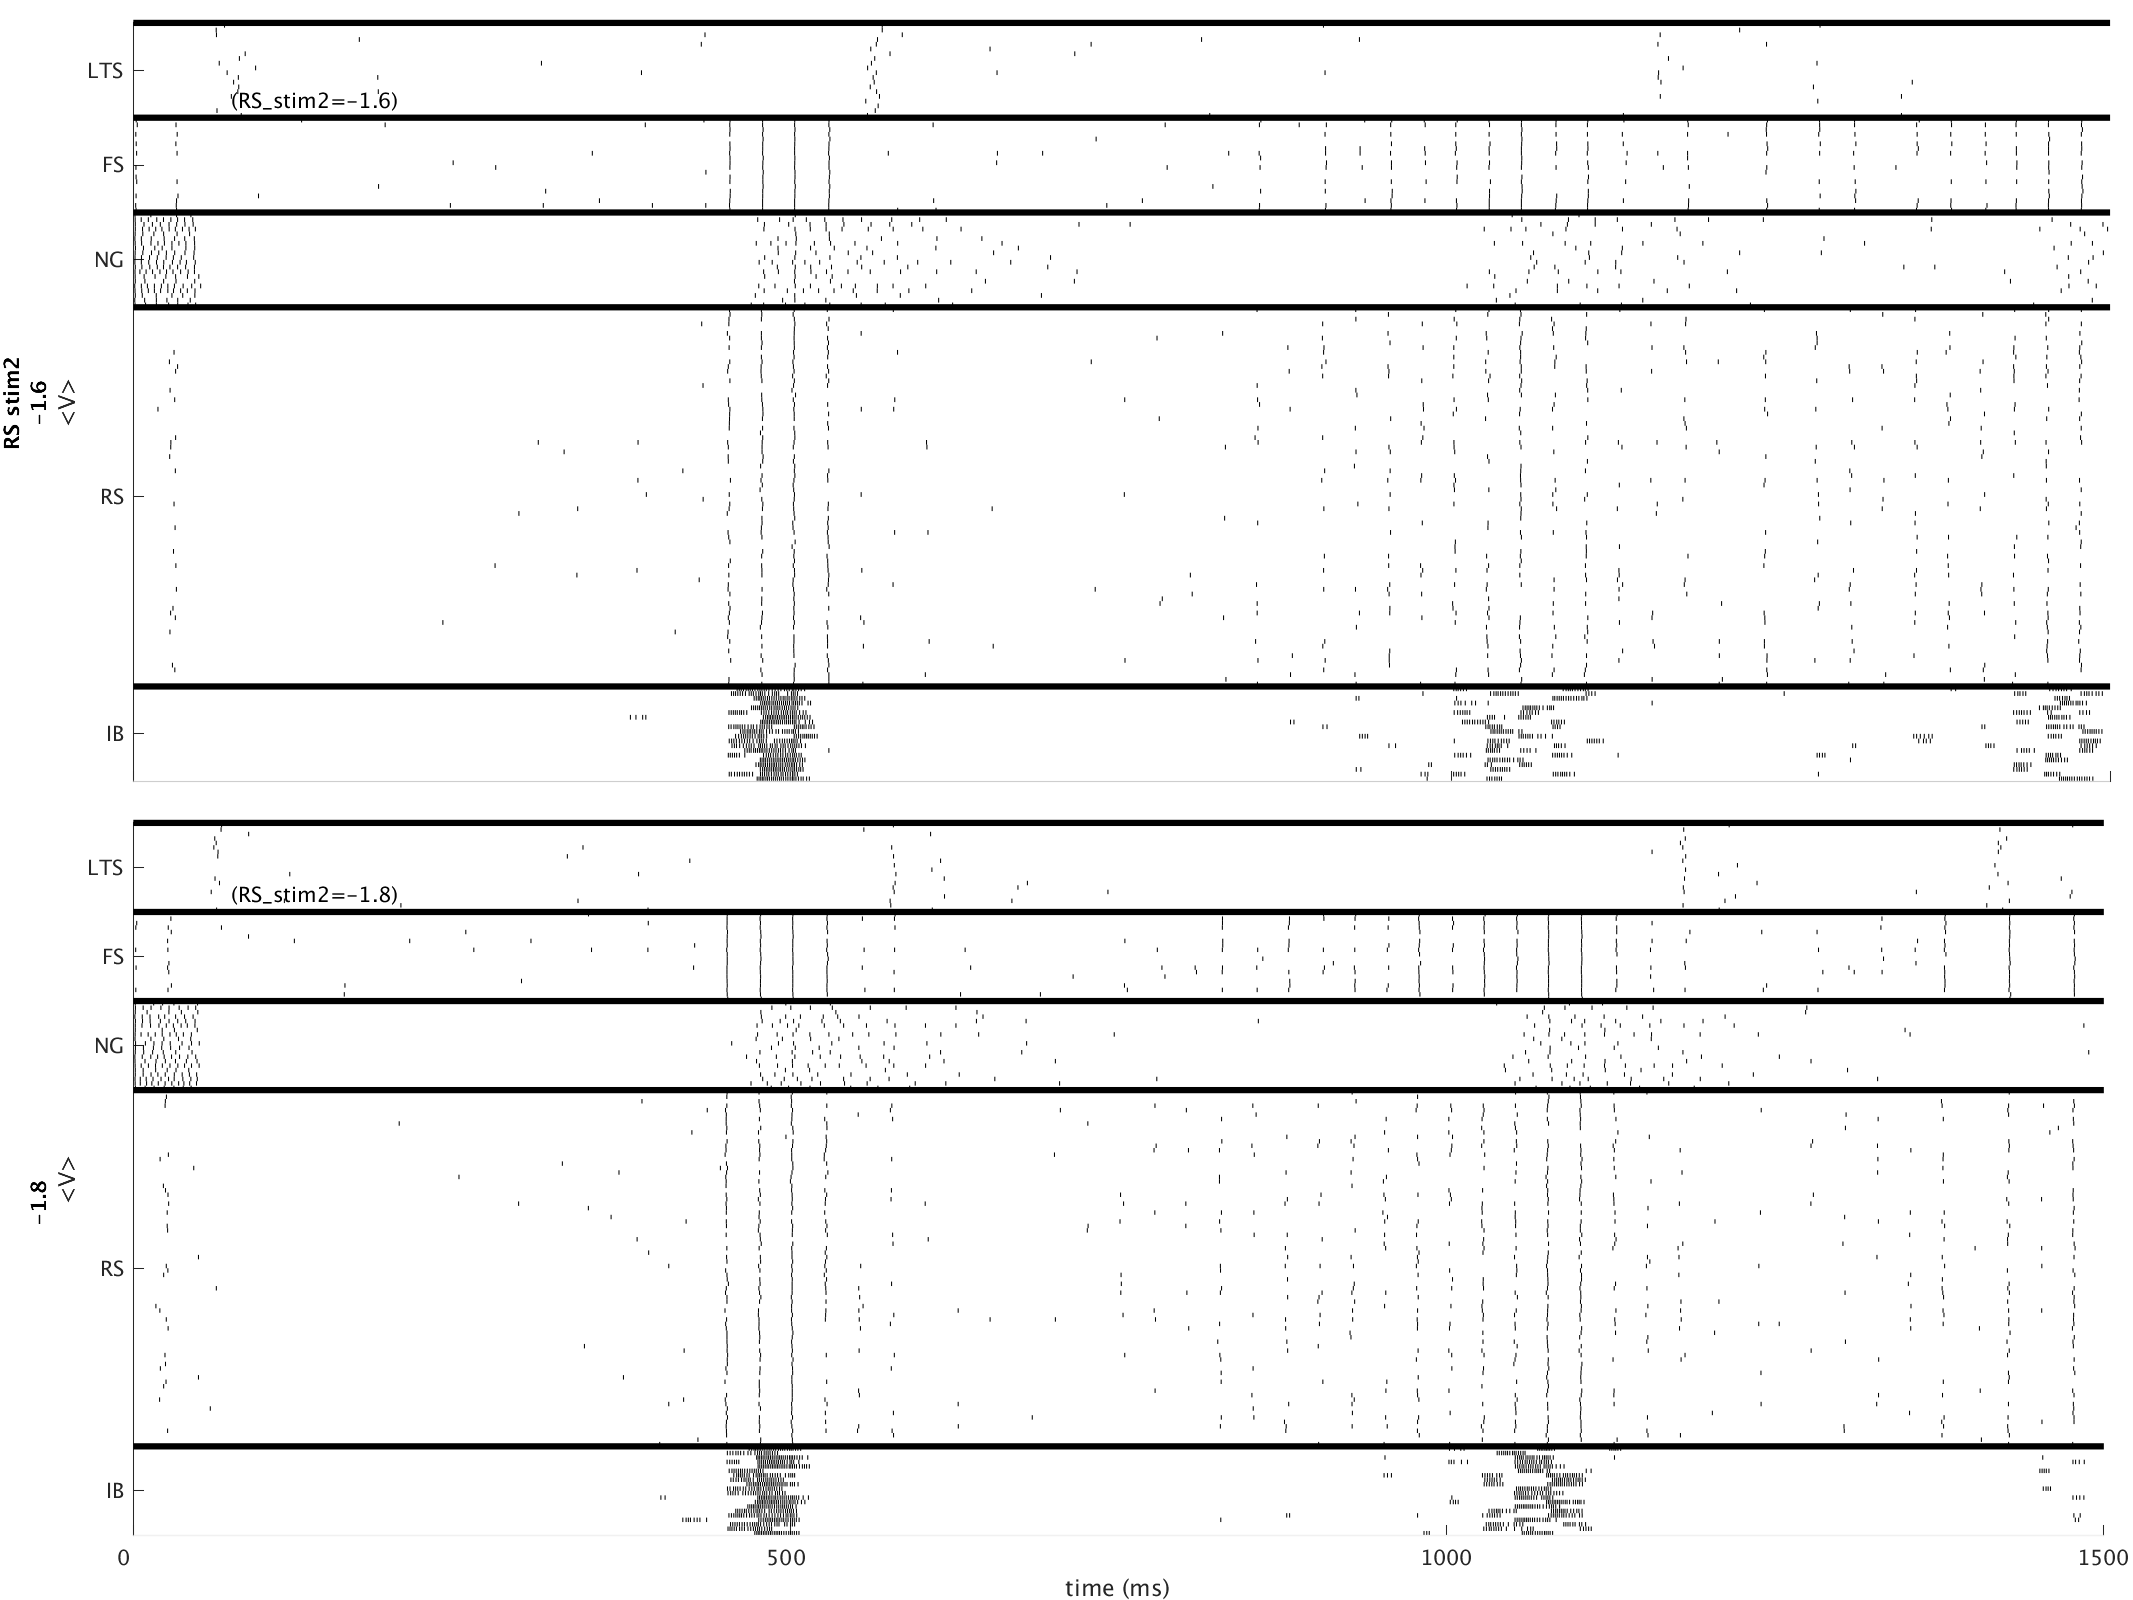 LTS
(RS_stim2=−1.6)
FS
NG
RS stim2
−1.6
<V>
RS
IB
LTS
(RS_stim2=−1.8)
FS
NG
−1.8
<V>
RS
IB
0 500 1000 1500
time (ms)